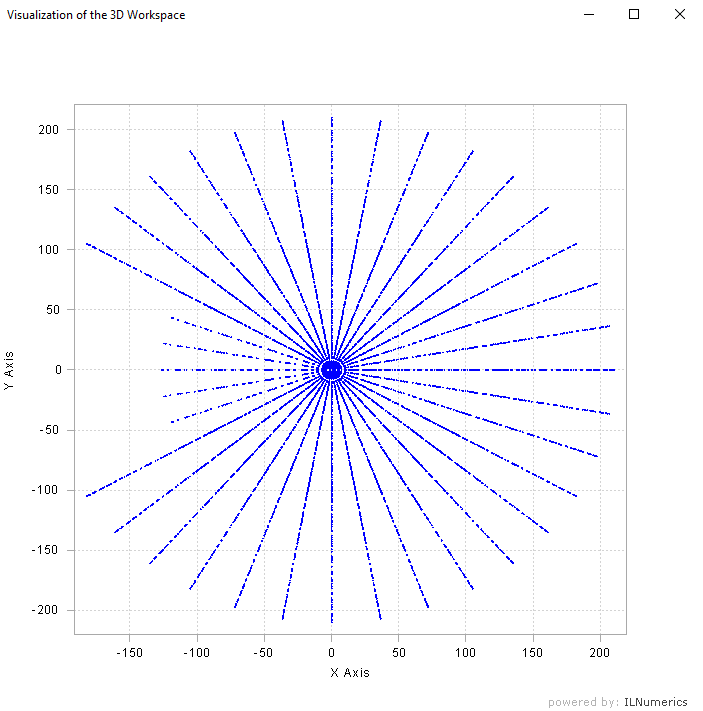 Visualization of the 3D Workspace
200
150
100
50
0
-50
-100
-150
-200
Y Axis
-150 -100 -50 0 50 100 150 200
X Axis
powered by: ILNumerics